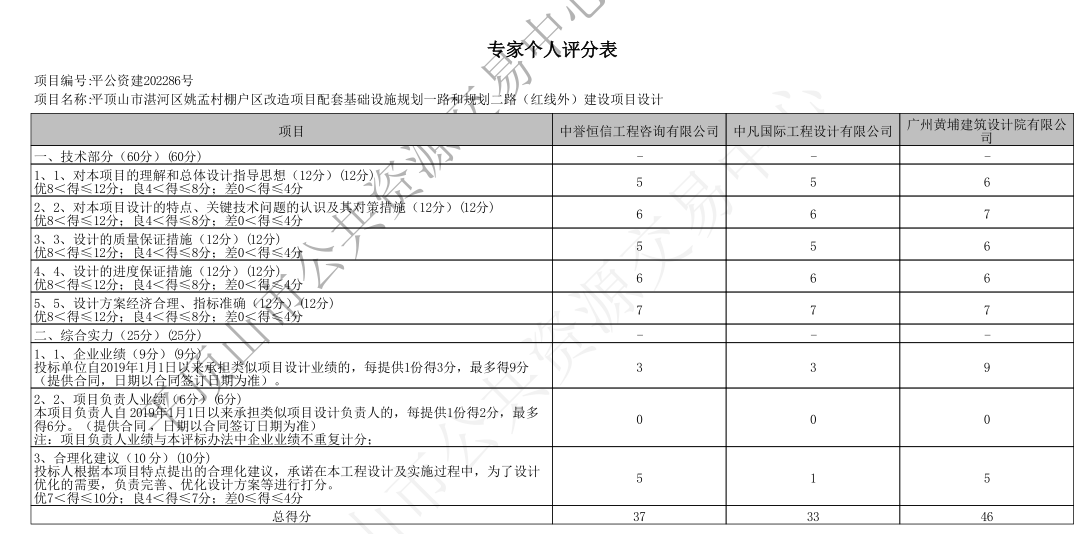 专家个人评分表
项目编号:平公资建202286号
项目名称:平顶山市湛河区姚孟村棚户区改造项目配套基础设施规划一路和规划二路（红线外）建设项目设计
项目 中誉恒信工程咨询有限公司 中凡国际工程设计有限公司 广州黄埔建筑设计院有限公
司
一、技术部分（60分）(60分) - - -
1、1、对本项目的理解和总体设计指导思想（12分）(12分)
优8＜得≤12分；良4＜得≤8分；差0＜得≤4分 5 5 6
2、2、对本项目设计的特点、关键技术问题的认识及其对策措施（12分）(12分)
优8＜得≤12分；良4＜得≤8分；差0＜得≤4分 6 6 7
3、3、设计的质量保证措施（12分）(12分)
优8＜得≤12分；良4＜得≤8分；差0＜得≤4分 5 5 6
4、4、设计的进度保证措施（12分）(12分)
优8＜得≤12分；良4＜得≤8分；差0＜得≤4分 6 6 6
5、5、设计方案经济合理、指标准确（12分）(12分)
优8＜得≤12分；良4＜得≤8分；差0＜得≤4分 7 7 7
二、综合实力（25分）(25分) - - -
1、1、企业业绩（9分）(9分)
投标单位自2019年1月1日以来承担类似项目设计业绩的，每提供1份得3分，最多得9分 3 3 9
（提供合同，日期以合同签订日期为准）。
2、2、项目负责人业绩（6分）(6分)
本项目负责人自2019年1月1日以来承担类似项目设计负责人的，每提供1份得2分，最多
得6分。（提供合同，日期以合同签订日期为准） 0 0 0
注：项目负责人业绩与本评标办法中企业业绩不重复计分；
3、合理化建议（10分）(10分)
投标人根据本项目特点提出的合理化建议，承诺在本工程设计及实施过程中，为了设计
优化的需要，负责完善、优化设计方案等进行打分。 5 1 5
优7＜得≤10分；良4＜得≤7分；差0≤得≤4分
总得分 37 33 46
平顶山市公共资源交易中心
山市公共资源交易中心